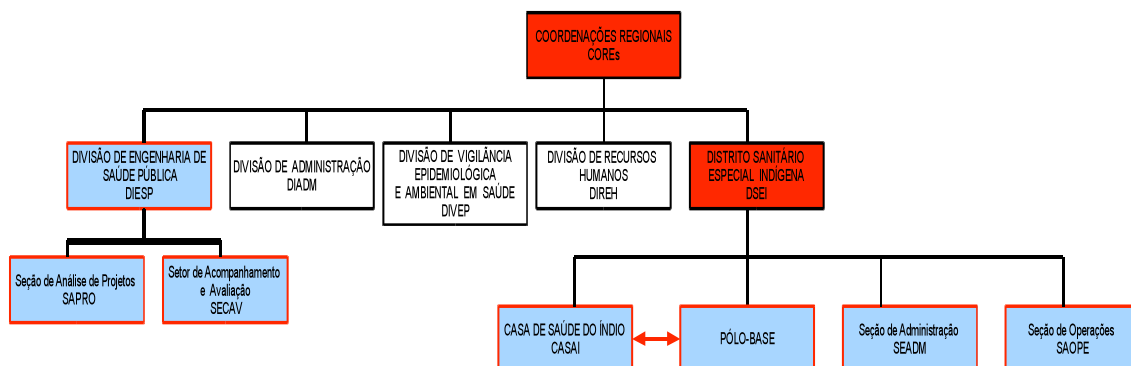 COORDENAÇÕES REGIONAIS
COREs
DIVISÃO DE ENGENHARIA DE
SAÚDE PÚBLICA
DIESP
DIVISÃO DE ADMINISTRAÇÃO
DIADM
DIVISÃO DE VIGILÂNCIA
EPIDEMIOLÓGICA
E AMBIENTAL EM SAÚDE
DIVEP
DIVISÃO DE RECURSOS
HUMANOS
DIREH
DISTRITO SANITÁRIO
ESPECIAL INDÍGENA
DSEI
Seção de Análise de Projetos
SAPRO
Setor de Acompanhamento
e Avaliação
SECAV
CASA DE SAÚDE DO ÍNDIO
CASAI
PÓLO-BASE
Seção de Administração
SEADM
Seção de Operações
SAOPE